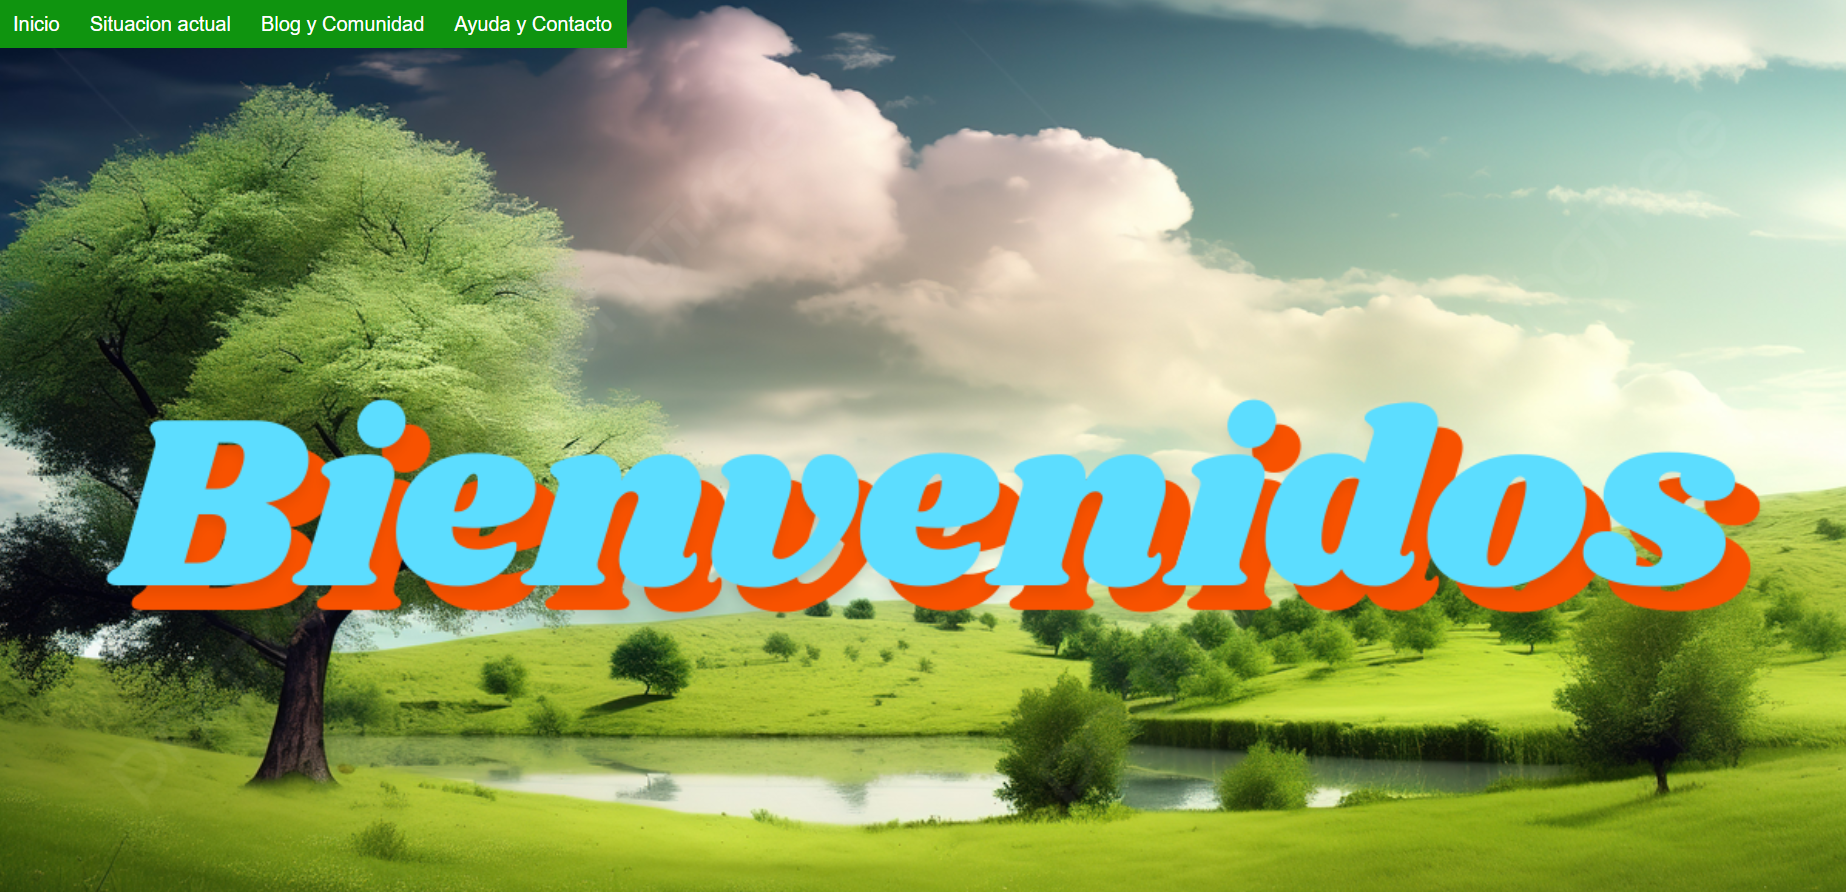 Inicio Situacion actual Blog y Comunidad Ayuda y Contacto
Bienvenidos